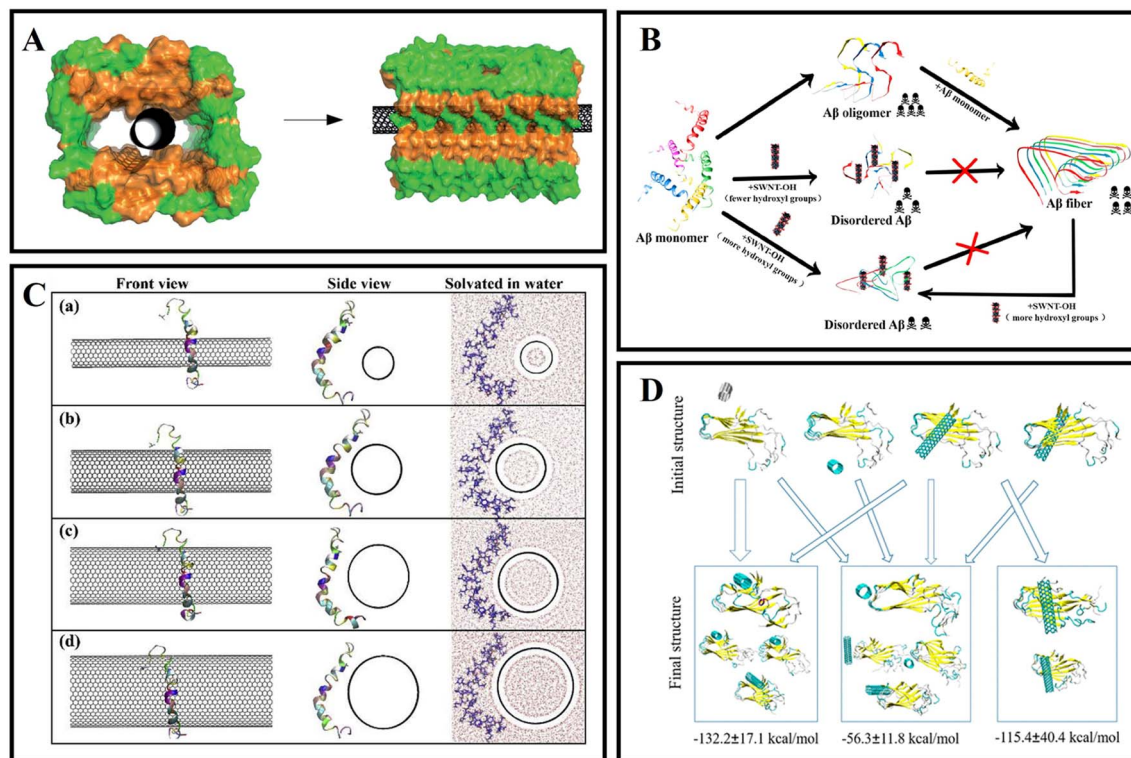 A
B
Aβ oligomer
+Aβ monomer
+SWNT-OH
(fewer hydroxyl groups)
Disordered Aβ
Aβ fiber
Aβ monomer
+SWNT-OH
( more hydroxyl groups )
Disordered Aβ
+SWNT-OH
( more hydroxyl groups )
C
Front view
Side view
Solvated in water
(a)
(b)
(c)
(d)
D
Initial structure
Final structure
-132.2±17.1 kcal/mol
-56.3±11.8 kcal/mol
-115.4±40.4 kcal/mol